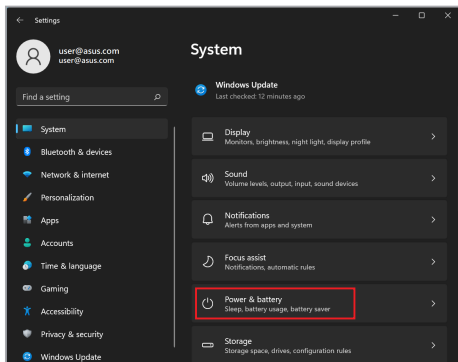 Settings
user@asus.com
user@asus.com
Find a setting
System
Bluetooth & devices
Network & internet
Personalization
Apps
Accounts
Time & language
Gaming
Accessibility
Privacy & security
Windows Update
System
Windows Update
Last checked: 12 minutes ago
Display
Monitors, brightness, night light, display profile
Sound
Volume levels, output, input, sound devices
Notifications
Alerts from apps and system
Focus assist
Notifications, automatic rules
Power & battery
Sleep, battery usage, battery saver
Storage
Storage space, drives, configuration rules